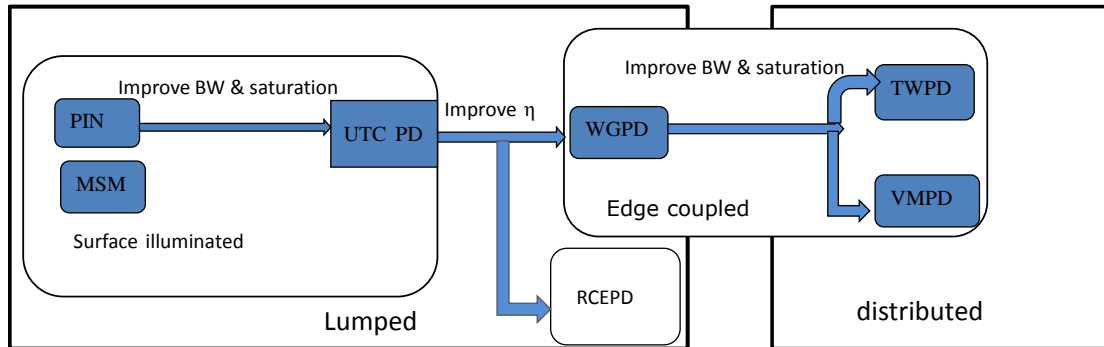 Improve BW & saturation
PIN
MSM
UTC PD
Surface illuminated
Improve η
Lumped
RCEPD
WGPD
Edge coupled
Improve BW & saturation
TWPD
VMPD
distributed